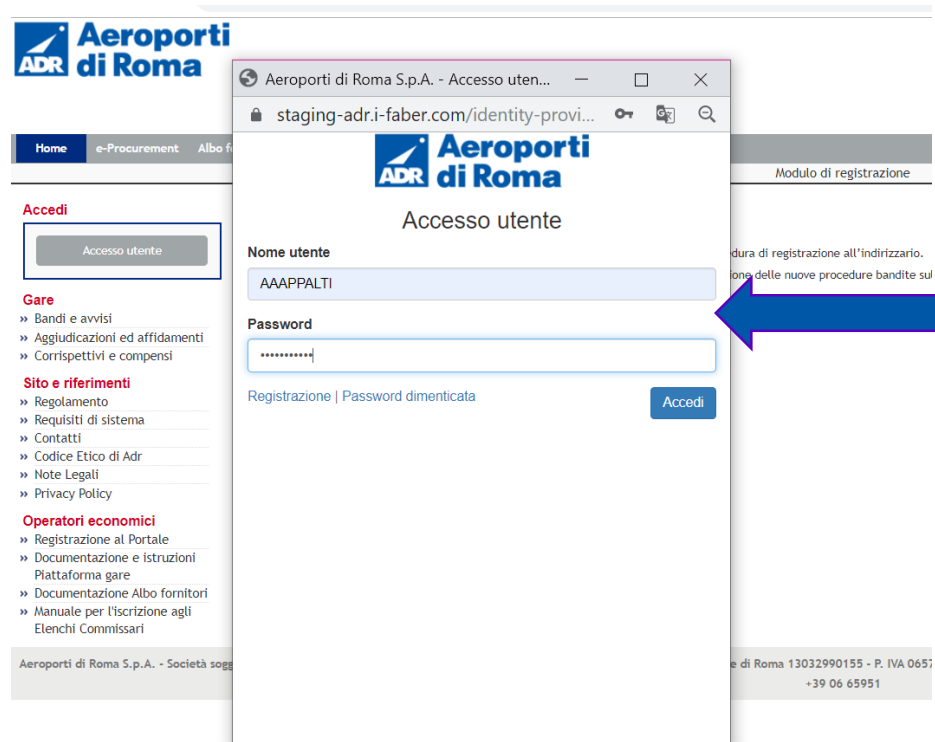 Aeroporti
di Roma
ADR
Aeroporti di Roma S.p.A. - Accesso uten...
staging-adr.i-faber.com/identity-provi...
Home e-Procurement Albo
Modulo di registrazione
Accedi
Accesso utente
Gare
» Bandi e avvisi
» Aggiudicazioni ed affidamenti
» Corrispettivi e compensi
Sito e riferimenti
» Regolamento
» Requisiti di sistema
» Contatti
» Codice Etico di Adr
» Note Legali
» Privacy Policy
Operatori economici
» Registrazione al Portale
» Documentazione e istruzioni
Piattaforma gare
» Documentazione Albo fornitori
» Manuale per l'iscrizione agli
Elenchi Commissari
Aeroporti
di Roma
ADR
Accesso utente
Nome utente
AAAPPALTI
Password
•••••••••••
Registrazione | Password dimenticata
Accedi
dura di registrazione all’indirizzario.
ione delle nuove procedure bandite sul
Aeroporti di Roma S.p.A. - Società sogg
e di Roma 13032990155 - P. IVA 0657
+39 06 65951